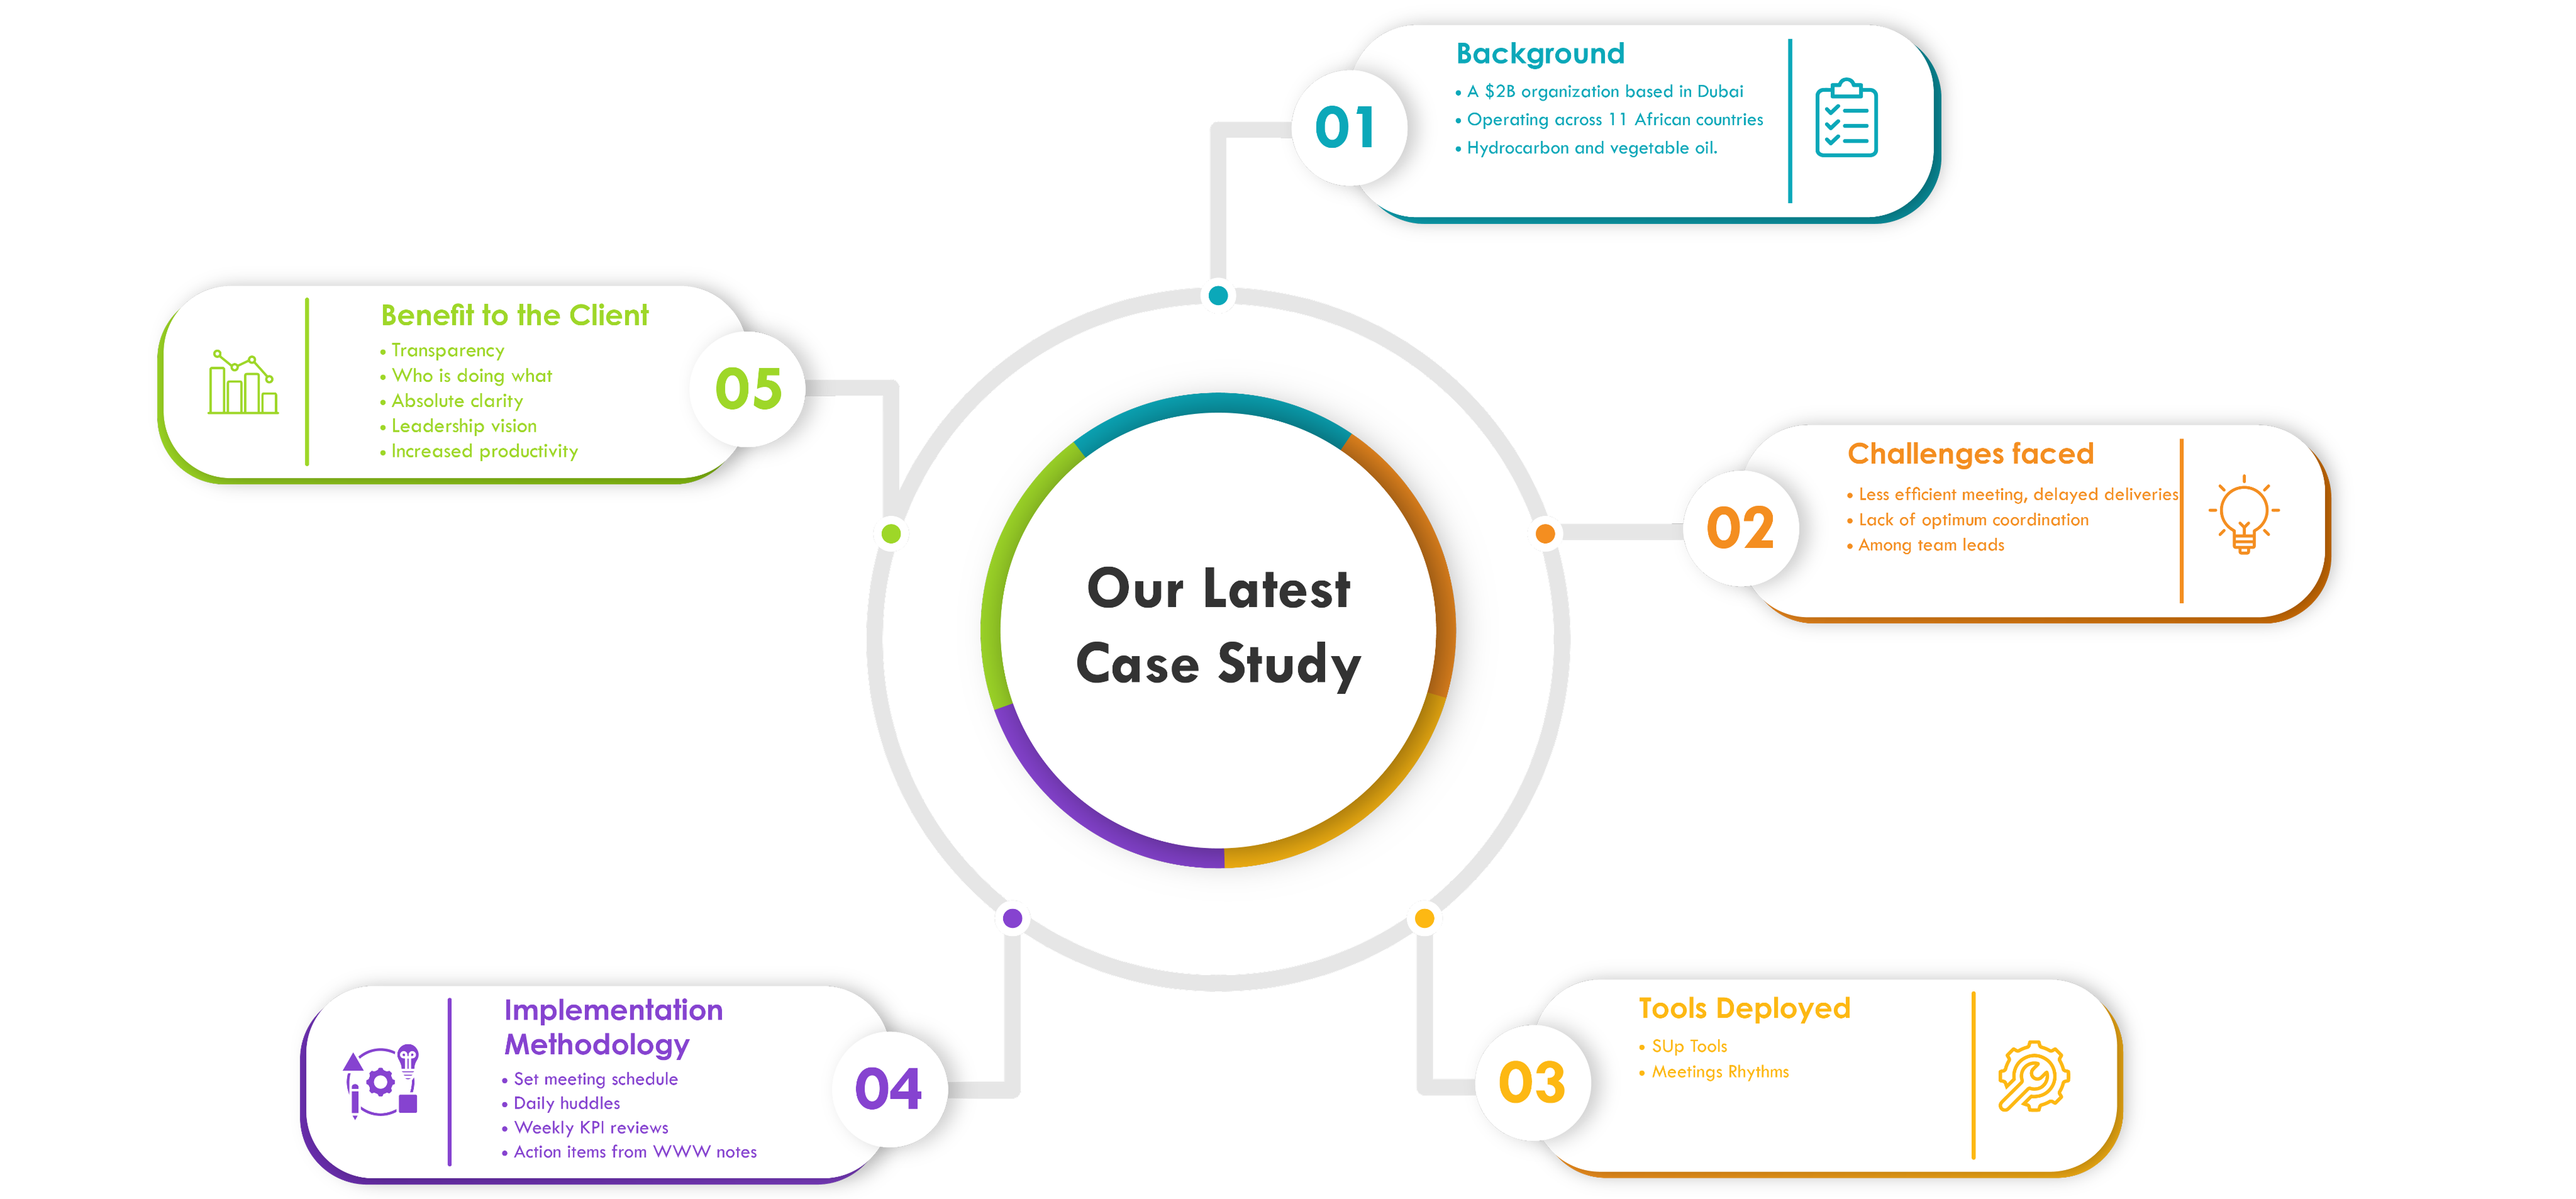 Our Latest
Case Study
01
Background
• A $2B organization based in Dubai
• Operating across 11 African countries
• Hydrocarbon and vegetable oil.
02
Challenges faced
• Less efficient meeting, delayed deliveries
• Lack of optimum coordination
• Among team leads
03
Tools Deployed
• SUp Tools
• Meetings Rhythms
04
Implementation
Methodology
• Set meeting schedule
• Daily huddles
• Weekly KPI reviews
• Action items from WWW notes
05
Benefit to the Client
• Transparency
• Who is doing what
• Absolute clarity
• Leadership vision
• Increased productivity